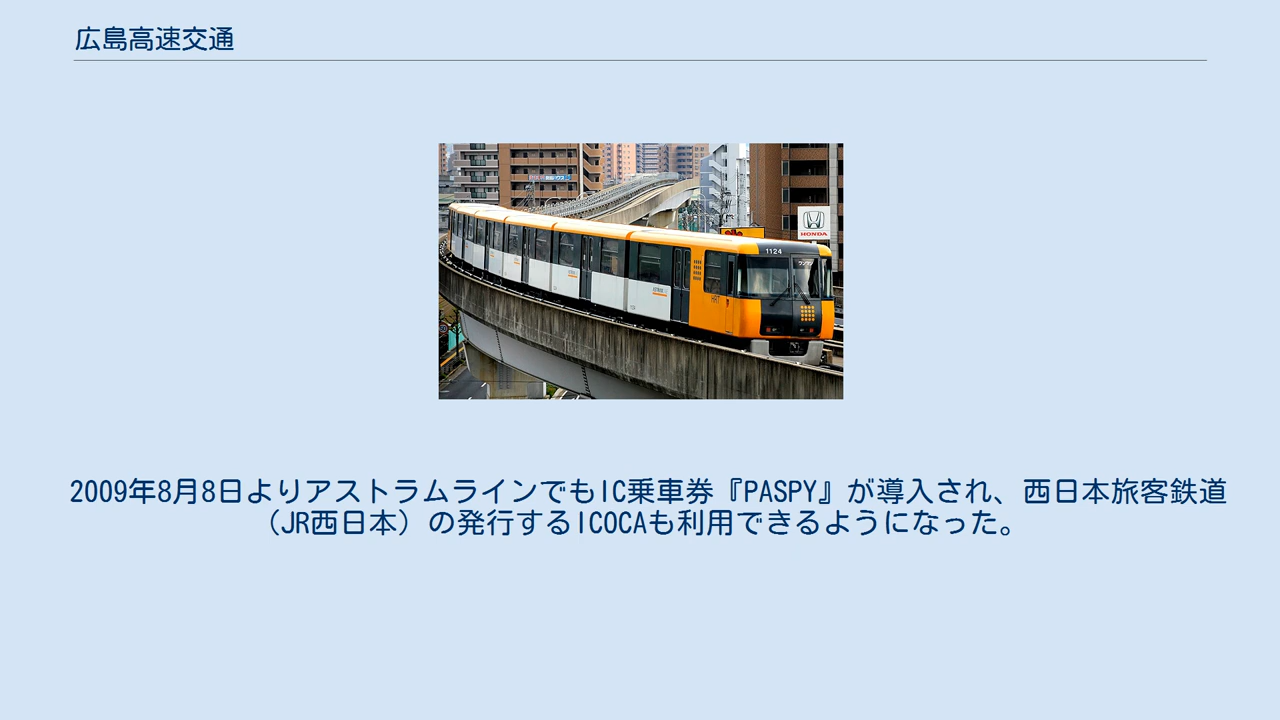 広島高速交通
HONDA
1124
2009年8月8日よりアストラムラインでもIC乗車券『PASPY』が導入され、西日本旅客鉄道
（JR西日本）の発行するICOCAも利用できるようになった。